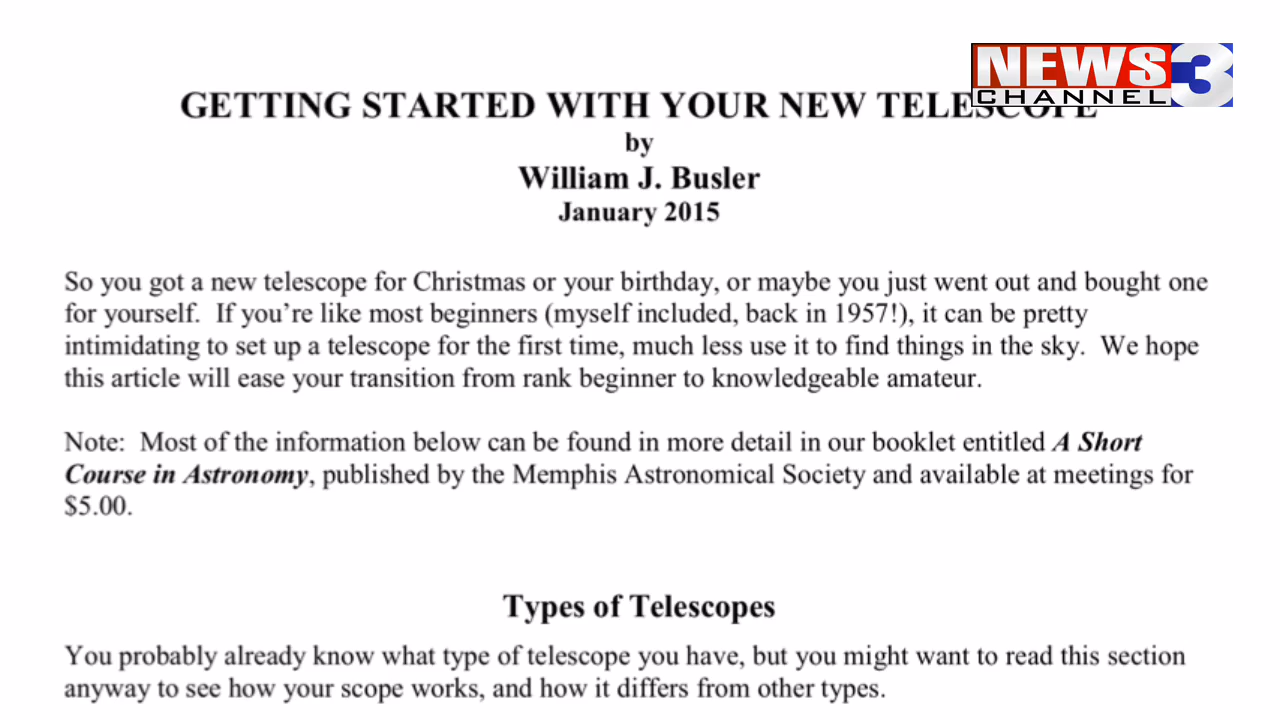 NEWS 3
CHANNEL
GETTING STARTED WITH YOUR NEW TELESCOPE
by
William J. Busler
January 2015
So you got a new telescope for Christmas or your birthday, or maybe you just went out and bought one
for yourself.  If you’re like most beginners (myself included, back in 1957!), it can be pretty
intimidating to set up a telescope for the first time, much less use it to find things in the sky.  We hope
this article will ease your transition from rank beginner to knowledgeable amateur.
Note:  Most of the information below can be found in more detail in our booklet entitled A Short
Course in Astronomy, published by the Memphis Astronomical Society and available at meetings for
$5.00.
Types of Telescopes
You probably already know what type of telescope you have, but you might want to read this section
anyway to see how your scope works, and how it differs from other types.